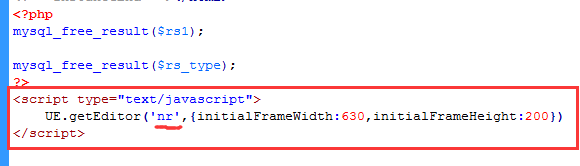 <?php
mysql_free_result($rs1);
mysql_free_result($rs_type);
?>
<script type="text/javascript">
UE.getEditor('nr',{initialFrameWidth:630,initialFrameHeight:200})
</script>